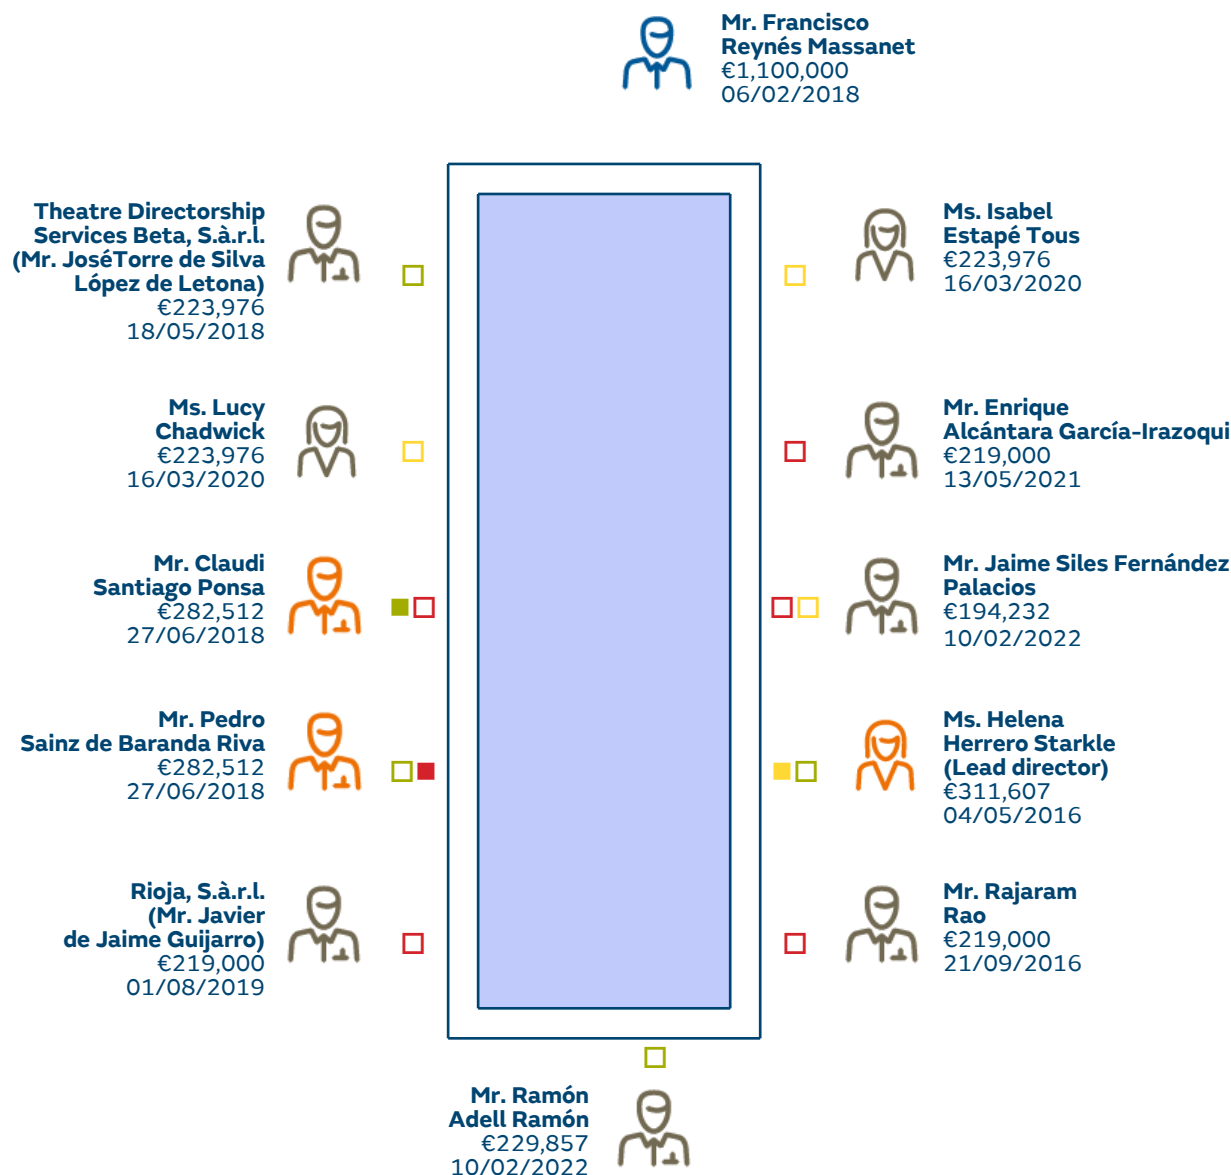 Mr. Francisco
Reynés Massanet
€1,100,000
06/02/2018
Theatre Directorship
Services Beta, S.à.r.l.
(Mr. JoséTorre de Silva
López de Letona)
€223,976
18/05/2018
Ms. Isabel
Estapé Tous
€223,976
16/03/2020
Ms. Lucy
Chadwick
€223,976
16/03/2020
Mr. Enrique
Alcántara García-Irazoqui
€219,000
13/05/2021
Mr. Claudi
Santiago Ponsa
€282,512
27/06/2018
Mr. Jaime Siles Fernández
Palacios
€194,232
10/02/2022
Mr. Pedro
Sainz de Baranda Riva
€282,512
27/06/2018
Ms. Helena
Herrero Starkle
(Lead director)
€311,607
04/05/2016
Rioja, S.à.r.l.
(Mr. Javier
de Jaime Guijarro)
€219,000
01/08/2019
Mr. Rajaram
Rao
€219,000
21/09/2016
Mr. Ramón
Adell Ramón
€229,857
10/02/2022